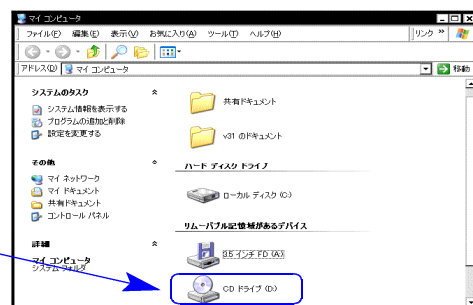 マイ コンピュータ
ファイル(F) 編集(E) 表示(V) お気に入り(A) ツール(T) ヘルプ(H) リンク »
アドレス(D) マイ コンピュータ 移動
システムのタスク
システム情報を表示する
プログラムの追加と削除
設定を変更する
その他
マイ ネットワーク
マイ ドキュメント
共有ドキュメント
コントロール パネル
詳細
マイ コンピュータ
システム フォルダ
共有ドキュメント
v31 のドキュメント
ハード ディスク ドライブ
ローカル ディスク (C:)
リムーバブル記憶域があるデバイス
3.5 インチ FD (A:)
CD ドライブ (D:)